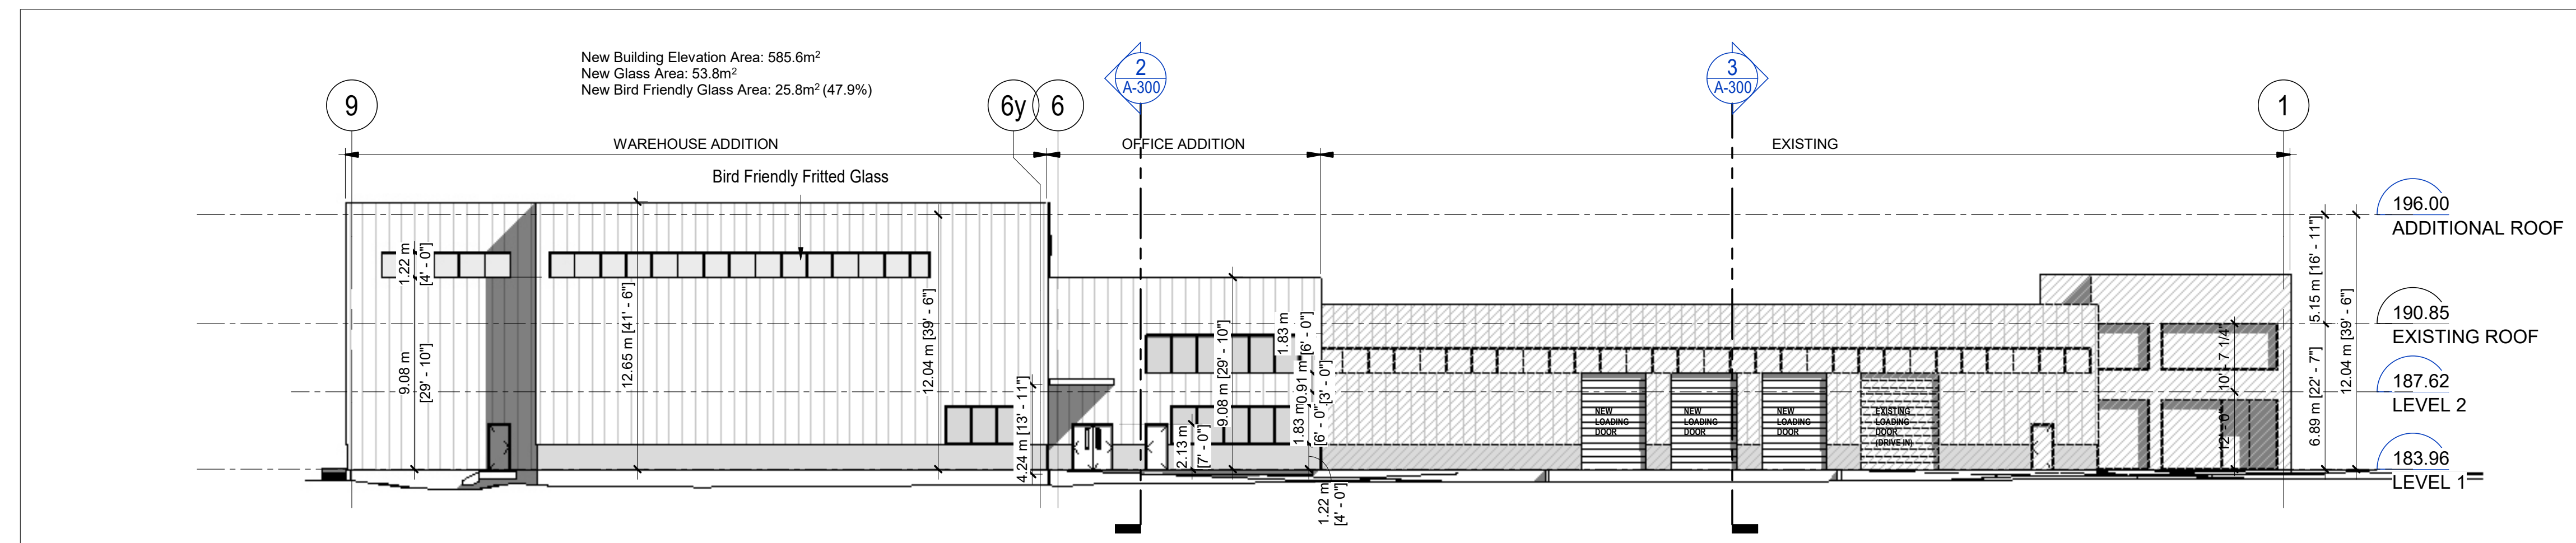 New Building Elevation Area: 585.6m²
New Glass Area: 53.8m²
New Bird Friendly Glass Area: 25.8m² (47.9%)
9
6y
6
2
A-300
3
A-300
1
WAREHOUSE ADDITION
OFFICE ADDITION
EXISTING
Bird Friendly Fritted Glass
1.22 m
[4' - 0"]
9.08 m
[29' - 10"]
12.65 m [41' - 6"]
12.04 m [39' - 6"]
4.24 m [13' - 11"]
2.13 m
[7' - 0"]
9.08 m [29' - 10"]
1.83 m
[6' - 0"]
0.91 m
[3' - 0"]
1.83 m
[6' - 0"]
1.22 m
[4' - 0"]
NEW
LOADING
DOOR
NEW
LOADING
DOOR
NEW
LOADING
DOOR
EXISTING
LOADING
DOOR
(DRIVE IN)
10' - 7 1/4"
12' - 0"
5.15 m [16' - 11"]
6.89 m [22' - 7"]
12.04 m [39' - 6"]
196.00
ADDITIONAL ROOF
190.85
EXISTING ROOF
187.62
LEVEL 2
183.96
LEVEL 1